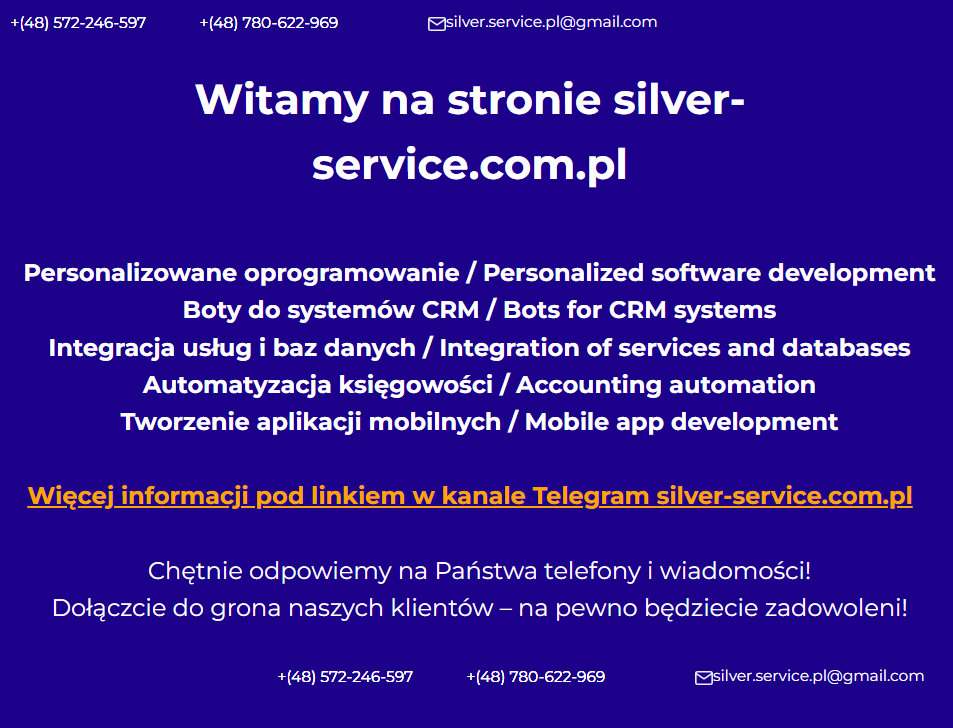 +(48) 572-246-597 +(48) 780-622-969 silver.service.pl@gmail.com
Witamy na stronie silver-
service.com.pl
Personalizowane oprogramowanie / Personalized software development
Boty do systemów CRM / Bots for CRM systems
Integracja usług i baz danych / Integration of services and databases
Automatyzacja księgowości / Accounting automation
Tworzenie aplikacji mobilnych / Mobile app development
Więcej informacji pod linkiem w kanale Telegram silver-service.com.pl
Chętnie odpowiemy na Państwa telefony i wiadomości!
Dołączcie do grona naszych klientów – na pewno będziecie zadowoleni!
+(48) 572-246-597 +(48) 780-622-969 silver.service.pl@gmail.com